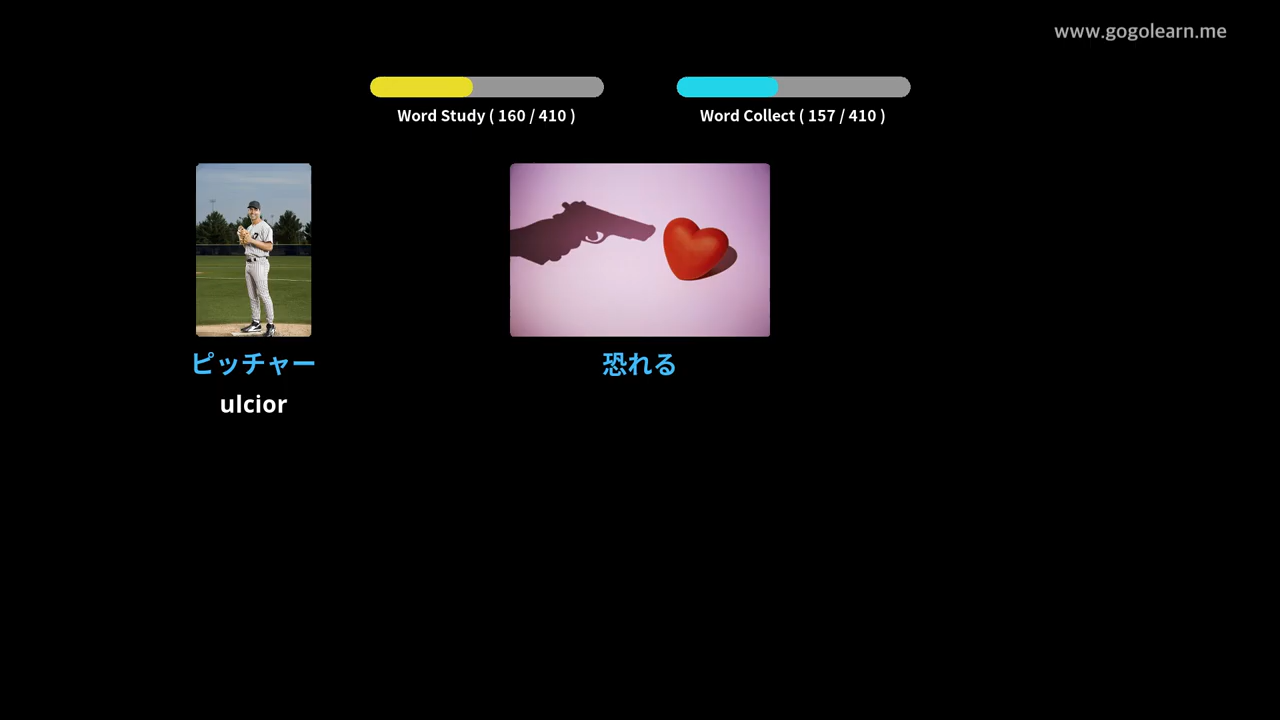 www.gogolearn.me
Word Study ( 160 / 410 )
Word Collect ( 157 / 410 )
ピッチャー
恐れる
ulcior